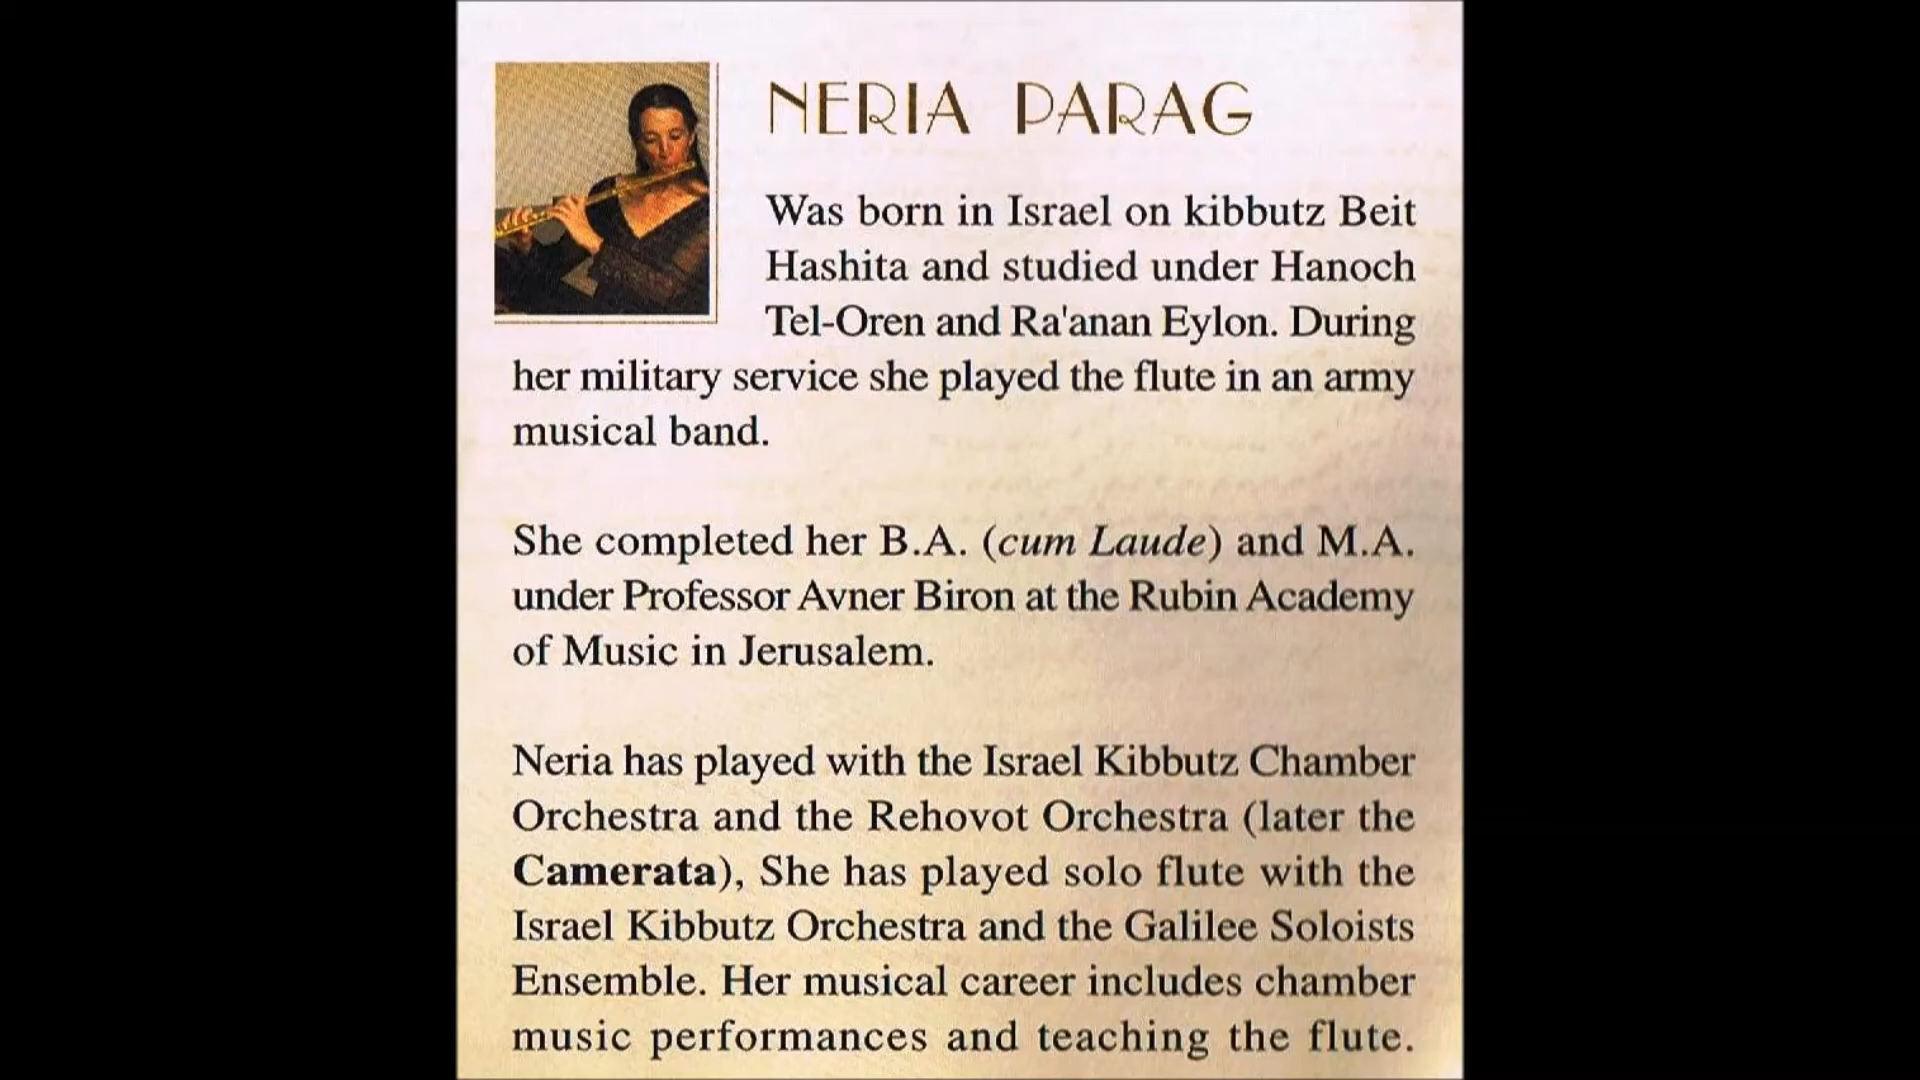 NERIA PARAG
Was born in Israel on kibbutz Beit
Hashita and studied under Hanoch
Tel-Oren and Ra'anan Eylon. During
her military service she played the flute in an army
musical band.
She completed her B.A. (cum Laude) and M.A.
under Professor Avner Biron at the Rubin Academy
of Music in Jerusalem.
Neria has played with the Israel Kibbutz Chamber
Orchestra and the Rehovot Orchestra (later the
Camerata), She has played solo flute with the
Israel Kibbutz Orchestra and the Galilee Soloists
Ensemble. Her musical career includes chamber
music performances and teaching the flute.